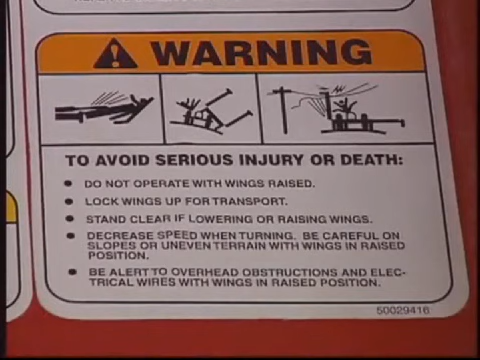 WARNING
TO AVOID SERIOUS INJURY OR DEATH:
• DO NOT OPERATE WITH WINGS RAISED.
• LOCK WINGS UP FOR TRANSPORT.
• STAND CLEAR IF LOWERING OR RAISING WINGS.
• DECREASE SPEED WHEN TURNING. BE CAREFUL ON
SLOPES OR UNEVEN TERRAIN WITH WINGS IN RAISED
POSITION.
• BE ALERT TO OVERHEAD OBSTRUCTIONS AND ELEC-
TRICAL WIRES WITH WINGS IN RAISED POSITION.
50029416